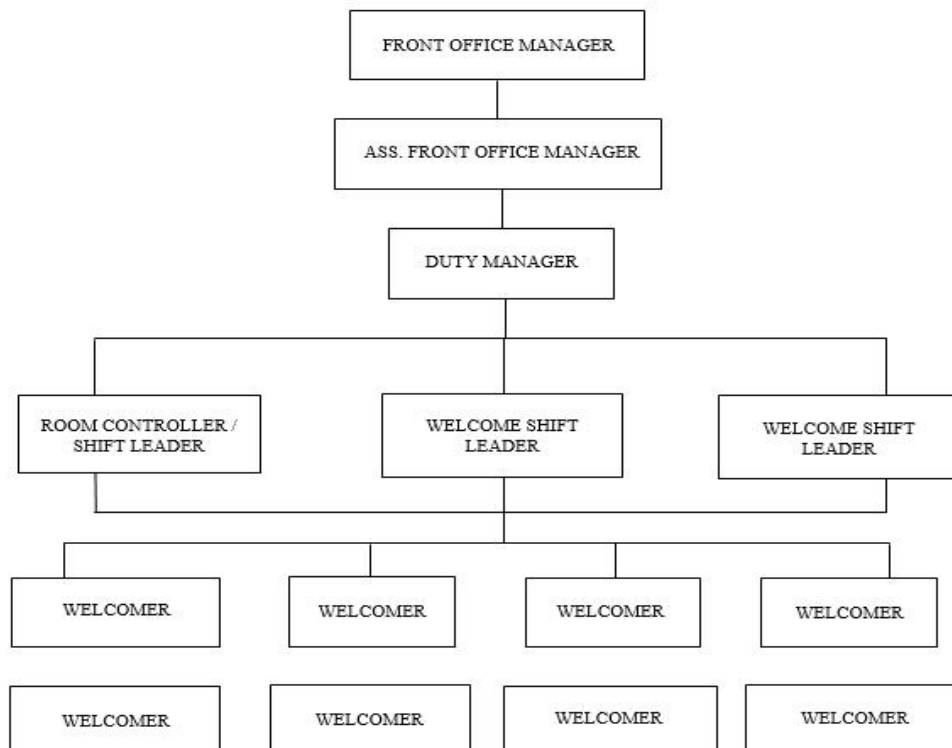 FRONT OFFICE MANAGER
ASS. FRONT OFFICE MANAGER
DUTY MANAGER
ROOM CONTROLLER /
SHIFT LEADER
WELCOME SHIFT
LEADER
WELCOME SHIFT
LEADER
WELCOMER
WELCOMER
WELCOMER
WELCOMER
WELCOMER
WELCOMER
WELCOMER
WELCOMER